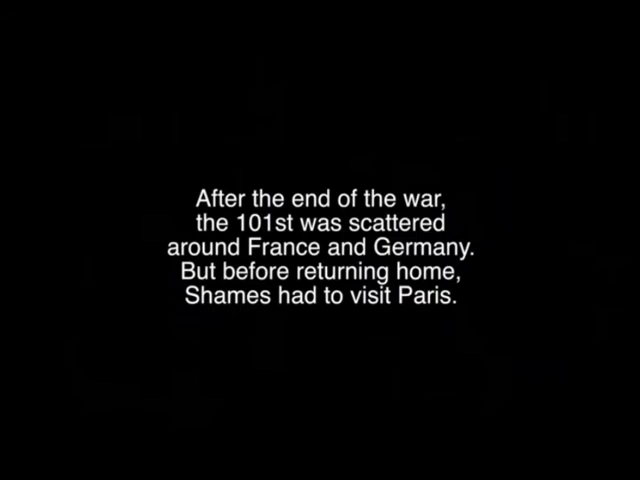 After the end of the war,
the 101st was scattered
around France and Germany.
But before returning home,
Shames had to visit Paris.